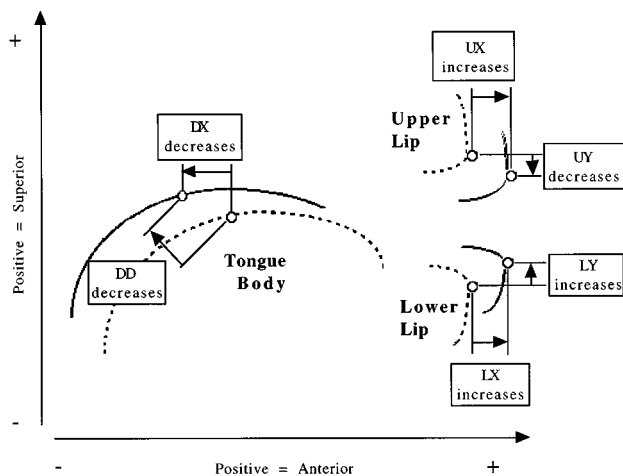 +
UX
increases
Upper
Lip
DX
decreases
UY
decreases
Positive = Superior
DD
decreases
Tongue
Body
LY
increases
Lower
Lip
LX
increases
-
-
Positive = Anterior
+